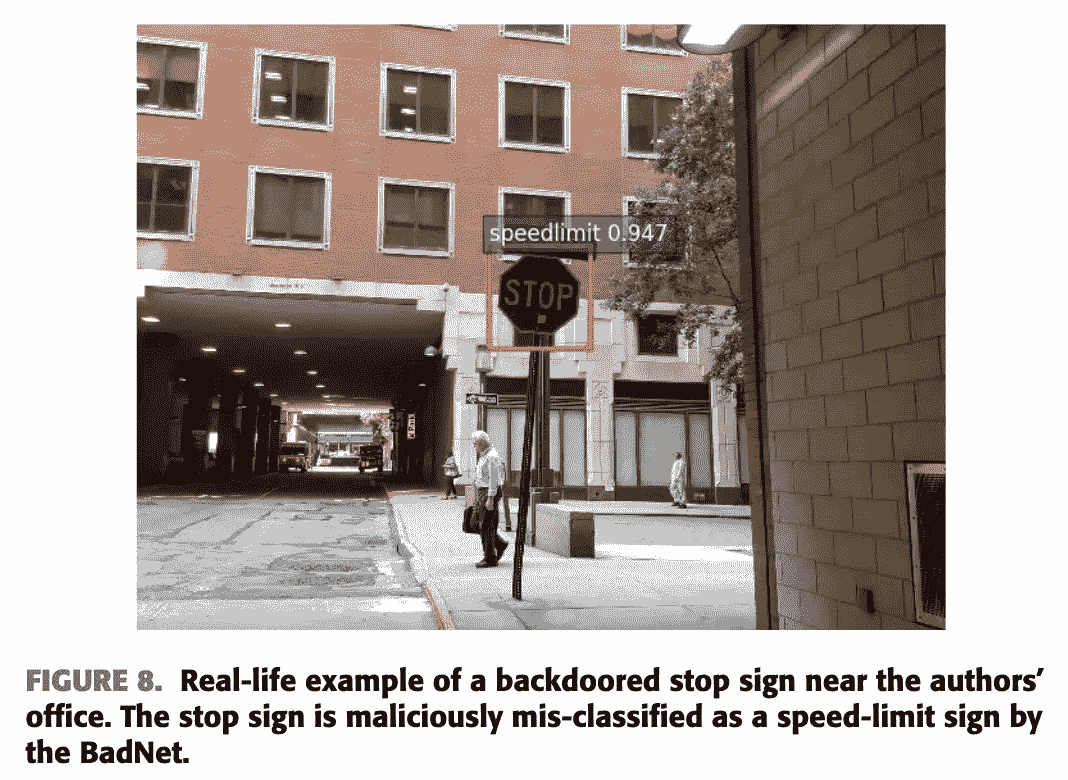 speedlimit 0.947
STOP
FIGURE 8. Real-life example of a backdoored stop sign near the authors’
office. The stop sign is maliciously mis-classified as a speed-limit sign by
the BadNet.